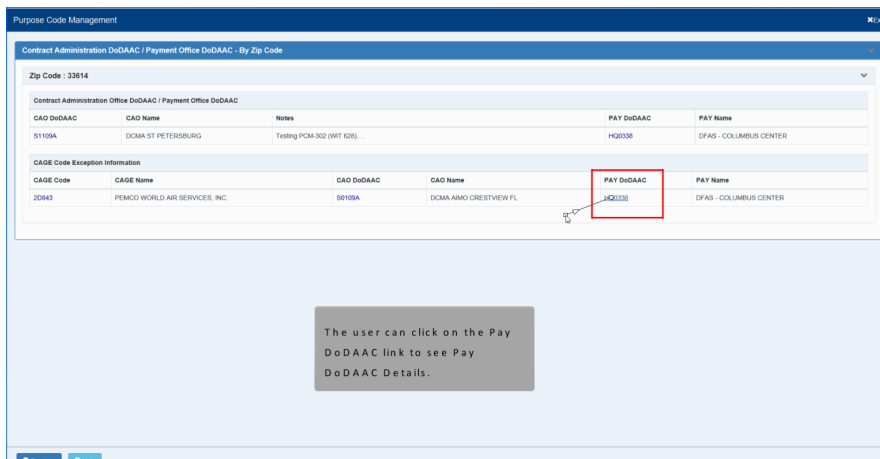 Purpose Code Management
Contract Administration DoDAAC / Payment Office DoDAAC - By Zip Code
Zip Code : 33614
Contract Administration Office DoDAAC / Payment Office DoDAAC
CAO DoDAAC CAO Name Notes PAY DoDAAC PAY Name
S1109A DCMA ST PETERSBURG Testing PCM-302 (WIT 628).... HQ0338 DFAS - COLUMBUS CENTER
CAGE Code Exception Information
CAGE Code CAGE Name CAO DoDAAC CAO Name PAY DoDAAC PAY Name
2D843 PEMCO WORLD AIR SERVICES, INC. S0109A DCMA AIMO CRESTVIEW FL HQ0338 DFAS - COLUMBUS CENTER
The user can click on the Pay
DoDAAC link to see Pay
DoDAAC Details.